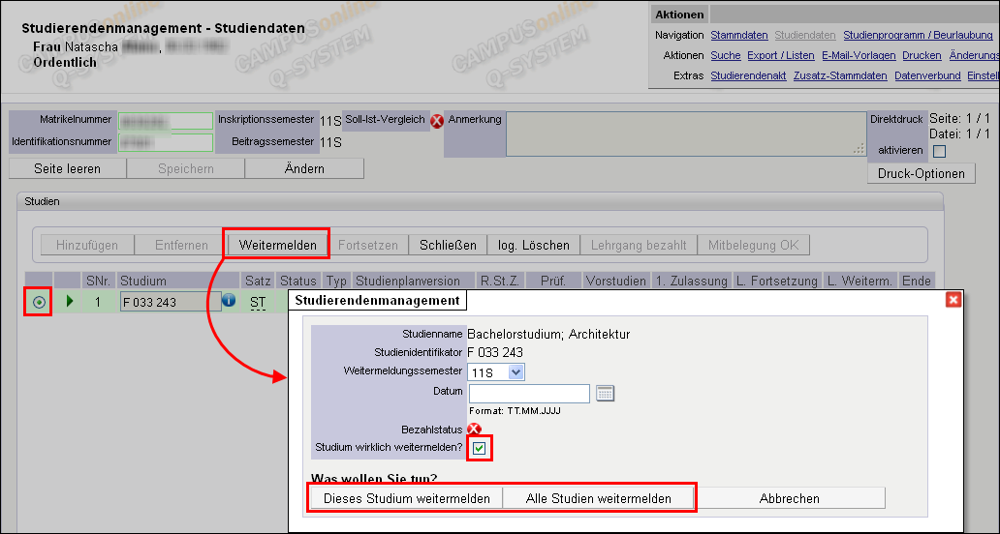 Studierendenmanagement - Studiendaten
Frau Natascha
Ordentlich
CAMPUSonline
Q-SYSTEM
CAMPUSonline
Q-SYSTEM
Aktionen
Navigation Stammdaten Studiendaten Studienprogramm / Beurlaubung
Aktionen Suche Export / Listen E-Mail-Vorlagen Drucken Änderungs
Extras Studierendenakt Zusatz-Stammdaten Datenverbund Einstell
Matrikelnummer Inskriptionssemester 11S Soll-Ist-Vergleich Anmerkung Direktdruck Seite: 1 / 1
Datei: 1 / 1
Identifikationsnummer Beitragssemester 11S aktivieren
Seite leeren Speichern Ändern Druck-Optionen
Studien
Hinzufügen Entfernen Weitermelden Fortsetzen Schließen log. Löschen Lehrgang bezahlt Mitbelegung OK
SNr. Studium Satz Status Typ Studienplanversion R.St.Z. Prüf. Vorstudien 1. Zulassung L. Fortsetzung L. Weiterm. Ende
1 F 033 243 ST
Studierendenmanagement
Studienname Bachelorstudium; Architektur
Studienidentifikator F 033 243
Weitermeldungssemester 11S
Datum
Format: TT.MM.JJJJ
Bezahlstatus
Studium wirklich weitermelden?
Was wollen Sie tun?
Dieses Studium weitermelden Alle Studien weitermelden Abbrechen